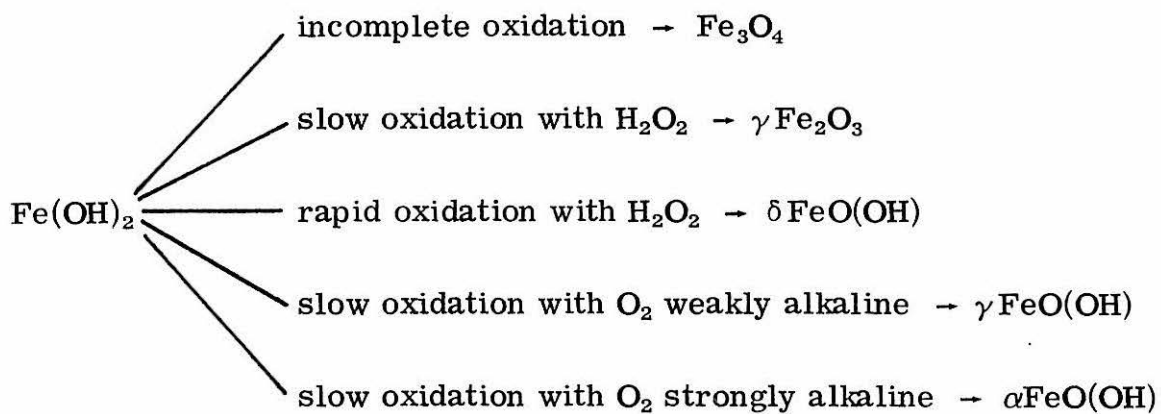 incomplete oxidation → Fe₃O₄
slow oxidation with H₂O₂ → γFe₂O₃
Fe(OH)₂ rapid oxidation with H₂O₂ → δFeO(OH)
slow oxidation with O₂ weakly alkaline → γFeO(OH)
slow oxidation with O₂ strongly alkaline → αFeO(OH)